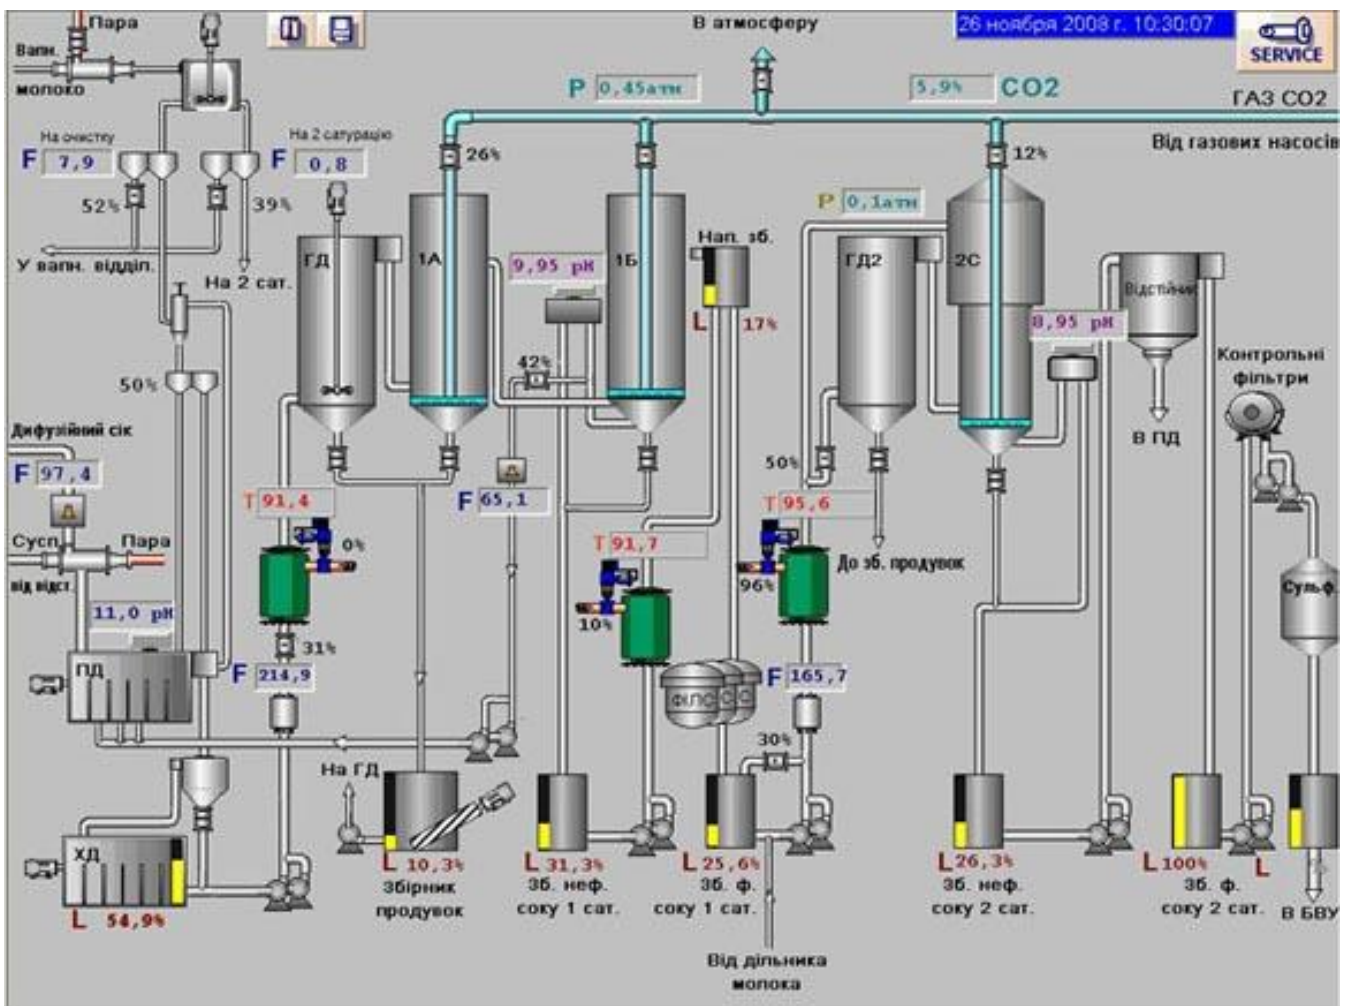 Пара
В атмосферу
26 ноября 2008 г. 10:30:07
SERVICE
Вапн.
молоко
P 0,45атм
5,9% CO2
ГАЗ CO2
Від газових насосів
На очистку
F 7,9
На 2 сатурацію
F 0,8
26%
12%
52%
39%
P 0,1атм
У вапн. відділ.
На 2 сат.
ГД
1А
9,95 pH
1Б
Нап. зб.
L 17%
ГД2
2С
8,95 pH
Відстійник
В ПД
Контрольні
фільтри
50%
42%
Дифузійний сік
F 97,4
T 91,4
F 65,1
50%
T 95,6
Сусп.
Пара
від відст.
0%
T 91,7
10%
96%
До зб. продувок
Сульф.
11,0 pH
ПД
31%
F 214,9
ФІЛС
С
С
F 165,7
30%
На ГД
ХД
L 54,9%
L 10,3%
Збірник
продувок
L 31,3%
Зб. неф.
соку 1 сат.
L 25,6%
Зб. ф.
соку 1 сат.
L 26,3%
Зб. неф.
соку 2 сат.
L 100%
Зб. ф.
соку 2 сат.
L
В БВУ
Від дільника
молока